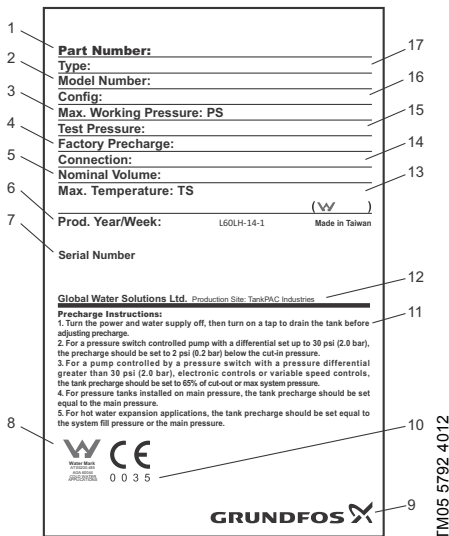 1
Part Number:
17
Type:
2
Model Number:
16
Config:
3
Max. Working Pressure: PS
15
Test Pressure:
4
Factory Precharge:
14
Connection:
5
Nominal Volume:
13
Max. Temperature: TS
( )
6
Prod. Year/Week: L60LH-14-1 Made in Taiwan
7
Serial Number
12
Global Water Solutions Ltd. Production Site: TankPAC Industries
Precharge Instructions:
11
1. Turn the power and water supply off, then turn on a tap to drain the tank before
adjusting precharge.
2. For a pressure switch controlled pump with a differential set up to 30 psi (2.0 bar),
the precharge should be set to 2 psi (0.2 bar) below the cut-in pressure.
3. For a pump controlled by a pressure switch with a pressure differential
greater than 30 psi (2.0 bar), electronic controls or variable speed controls,
the tank precharge should be set to 65% of cut-out or max system pressure.
4. For pressure tanks installed on main pressure, the tank precharge should be set
equal to the main pressure.
5. For hot water expansion applications, the tank precharge should be set equal to
the system fill pressure or the main pressure.
8
10
CE
Water Mark
COLD WATER
APPLICATIONS
0 0 3 5
9
GRUNDFOS
TM05 5792 4012